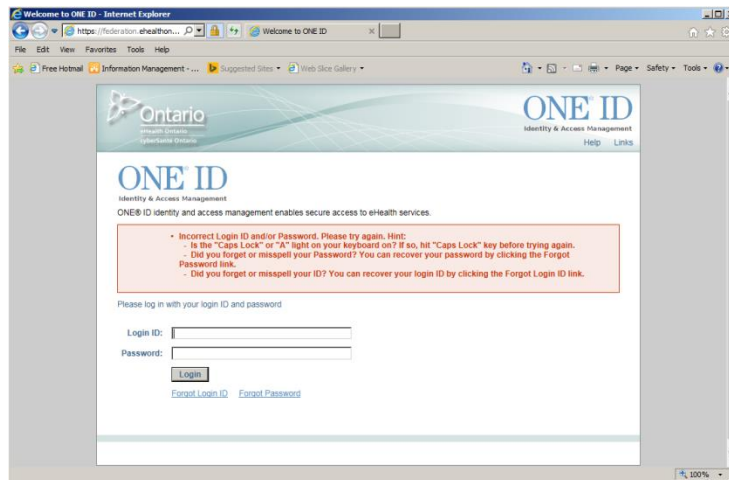 Welcome to ONE ID - Internet Explorer
https://federation.ehealthon...
Welcome to ONE ID
File Edit View Favorites Tools Help
Free Hotmail Information Management - ... Suggested Sites Web Slice Gallery Page Safety Tools
Ontario
eHealth Ontario
cyberSanté Ontario
ONE ID
Identity & Access Management
Help Links
ONE ID
Identity & Access Management
ONE® ID identity and access management enables secure access to eHealth services.
• Incorrect Login ID and/or Password. Please try again. Hint:
- Is the "Caps Lock" or "A" light on your keyboard on? If so, hit "Caps Lock" key before trying again.
- Did you forget or misspell your Password? You can recover your password by clicking the Forgot
Password link.
- Did you forget or misspell your ID? You can recover your login ID by clicking the Forgot Login ID link.
Please log in with your login ID and password
Login ID:
Password:
Login
Forgot Login ID Forgot Password
100%